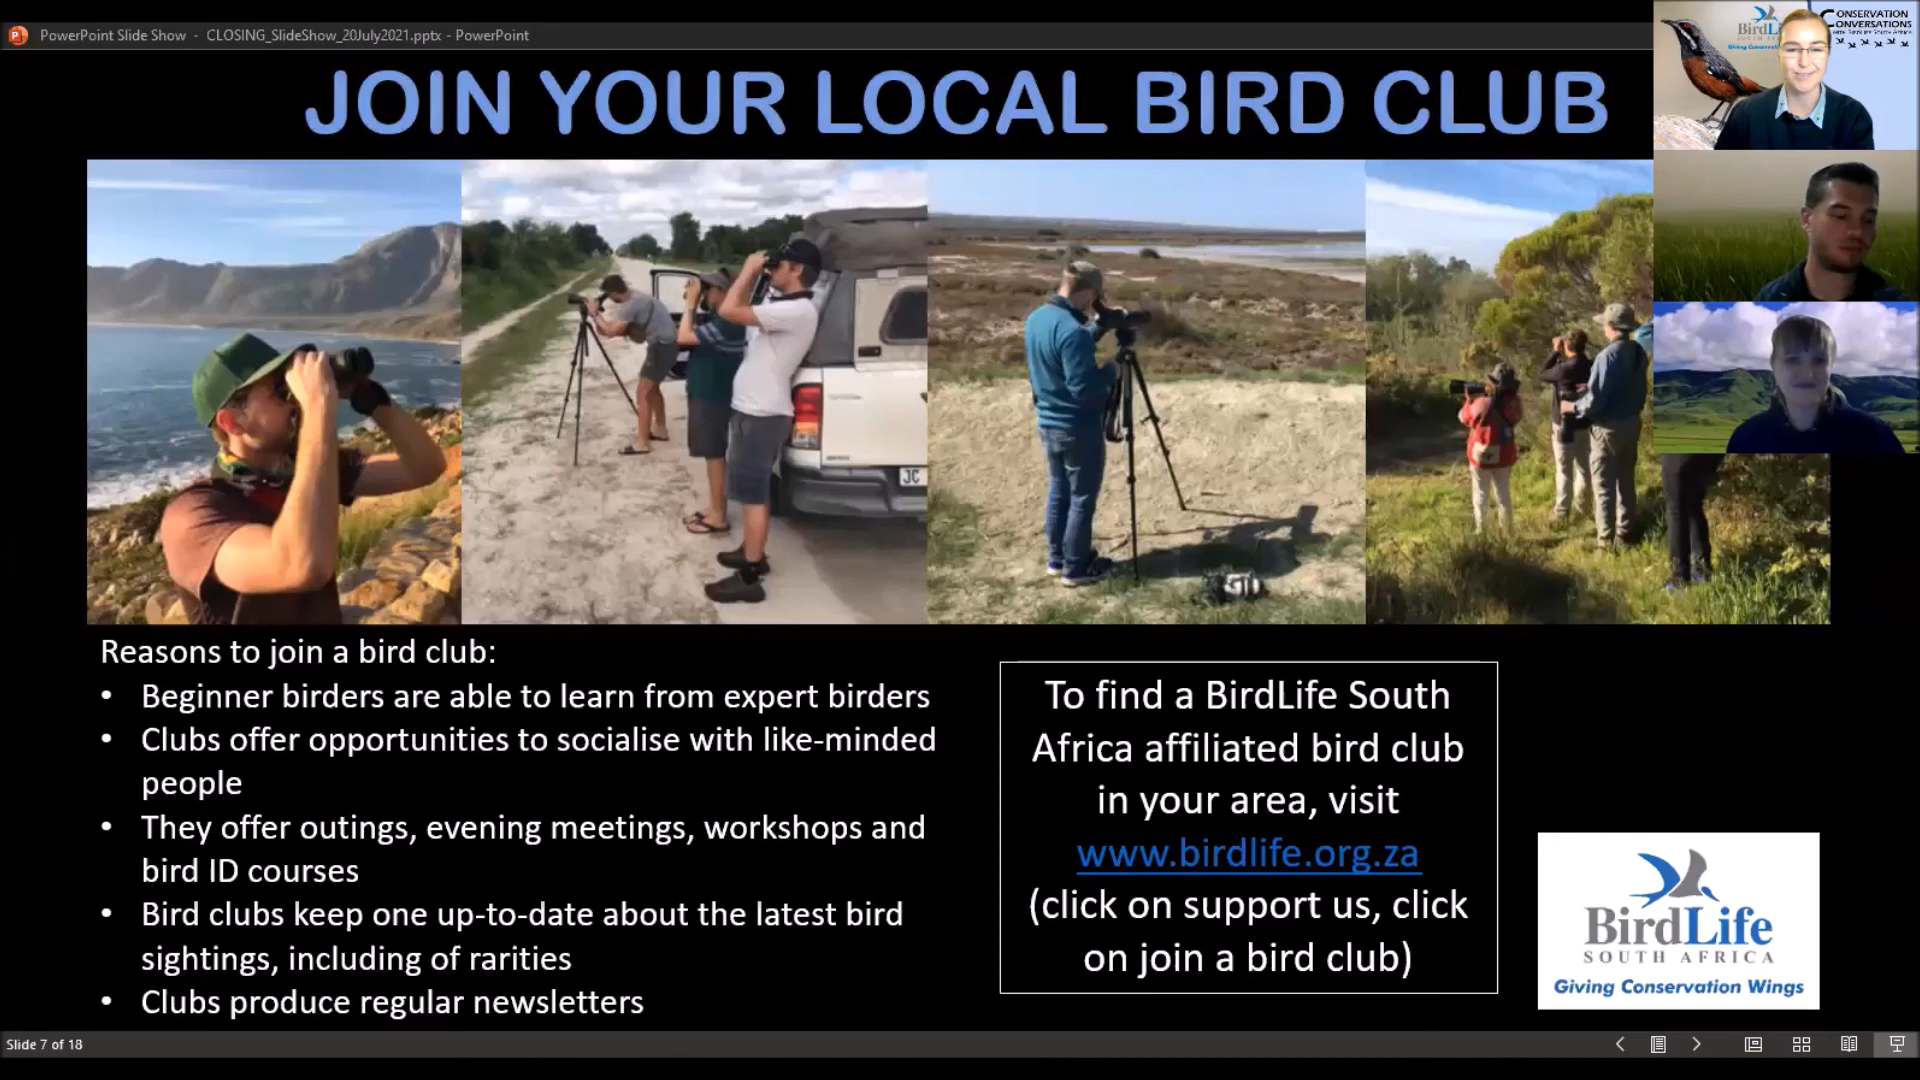 PowerPoint Slide Show - CLOSING_SlideShow_20July2021.pptx - PowerPoint
JOIN YOUR LOCAL BIRD CLUB
CONSERVATION
CONVERSATIONS
JC
Reasons to join a bird club:
• Beginner birders are able to learn from expert birders
• Clubs offer opportunities to socialise with like-minded
people
• They offer outings, evening meetings, workshops and
bird ID courses
• Bird clubs keep one up-to-date about the latest bird
sightings, including of rarities
• Clubs produce regular newsletters
To find a BirdLife South
Africa affiliated bird club
in your area, visit
www.birdlife.org.za
(click on support us, click
on join a bird club)
BirdLife
SOUTH AFRICA
Giving Conservation Wings
Slide 7 of 18